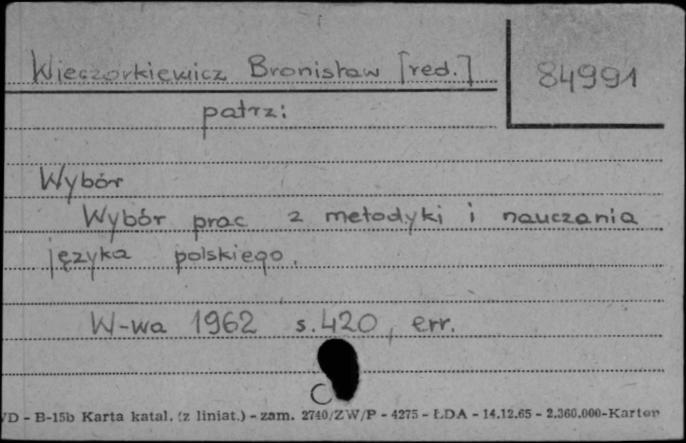 Wieczorkiewicz Bronisław [red.]
84991
patrz:
Wybór
Wybór prac z metodyki i nauczania
języka polskiego.
W-wa 1962 s. 420, err.
C
/D - B-15b Karta katal. (z liniat.) - zam. 2740/ZW/P - 4275 - ŁDA - 14.12.65 - 2.360.000-Karton